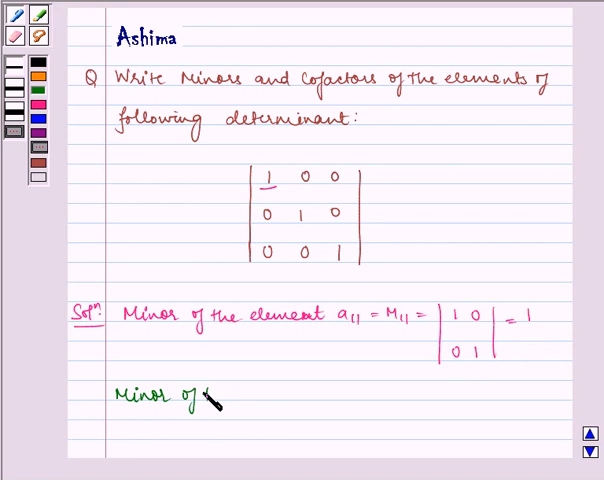 Ashima
Q Write Minors and Cofactors of the elements of
following determinant:
| 1 0 0 |
| 0 1 0 |
| 0 0 1 |
Solⁿ: Minor of the element a₁₁ = M₁₁ = | 1 0 | = 1
| 0 1 |
Minor of